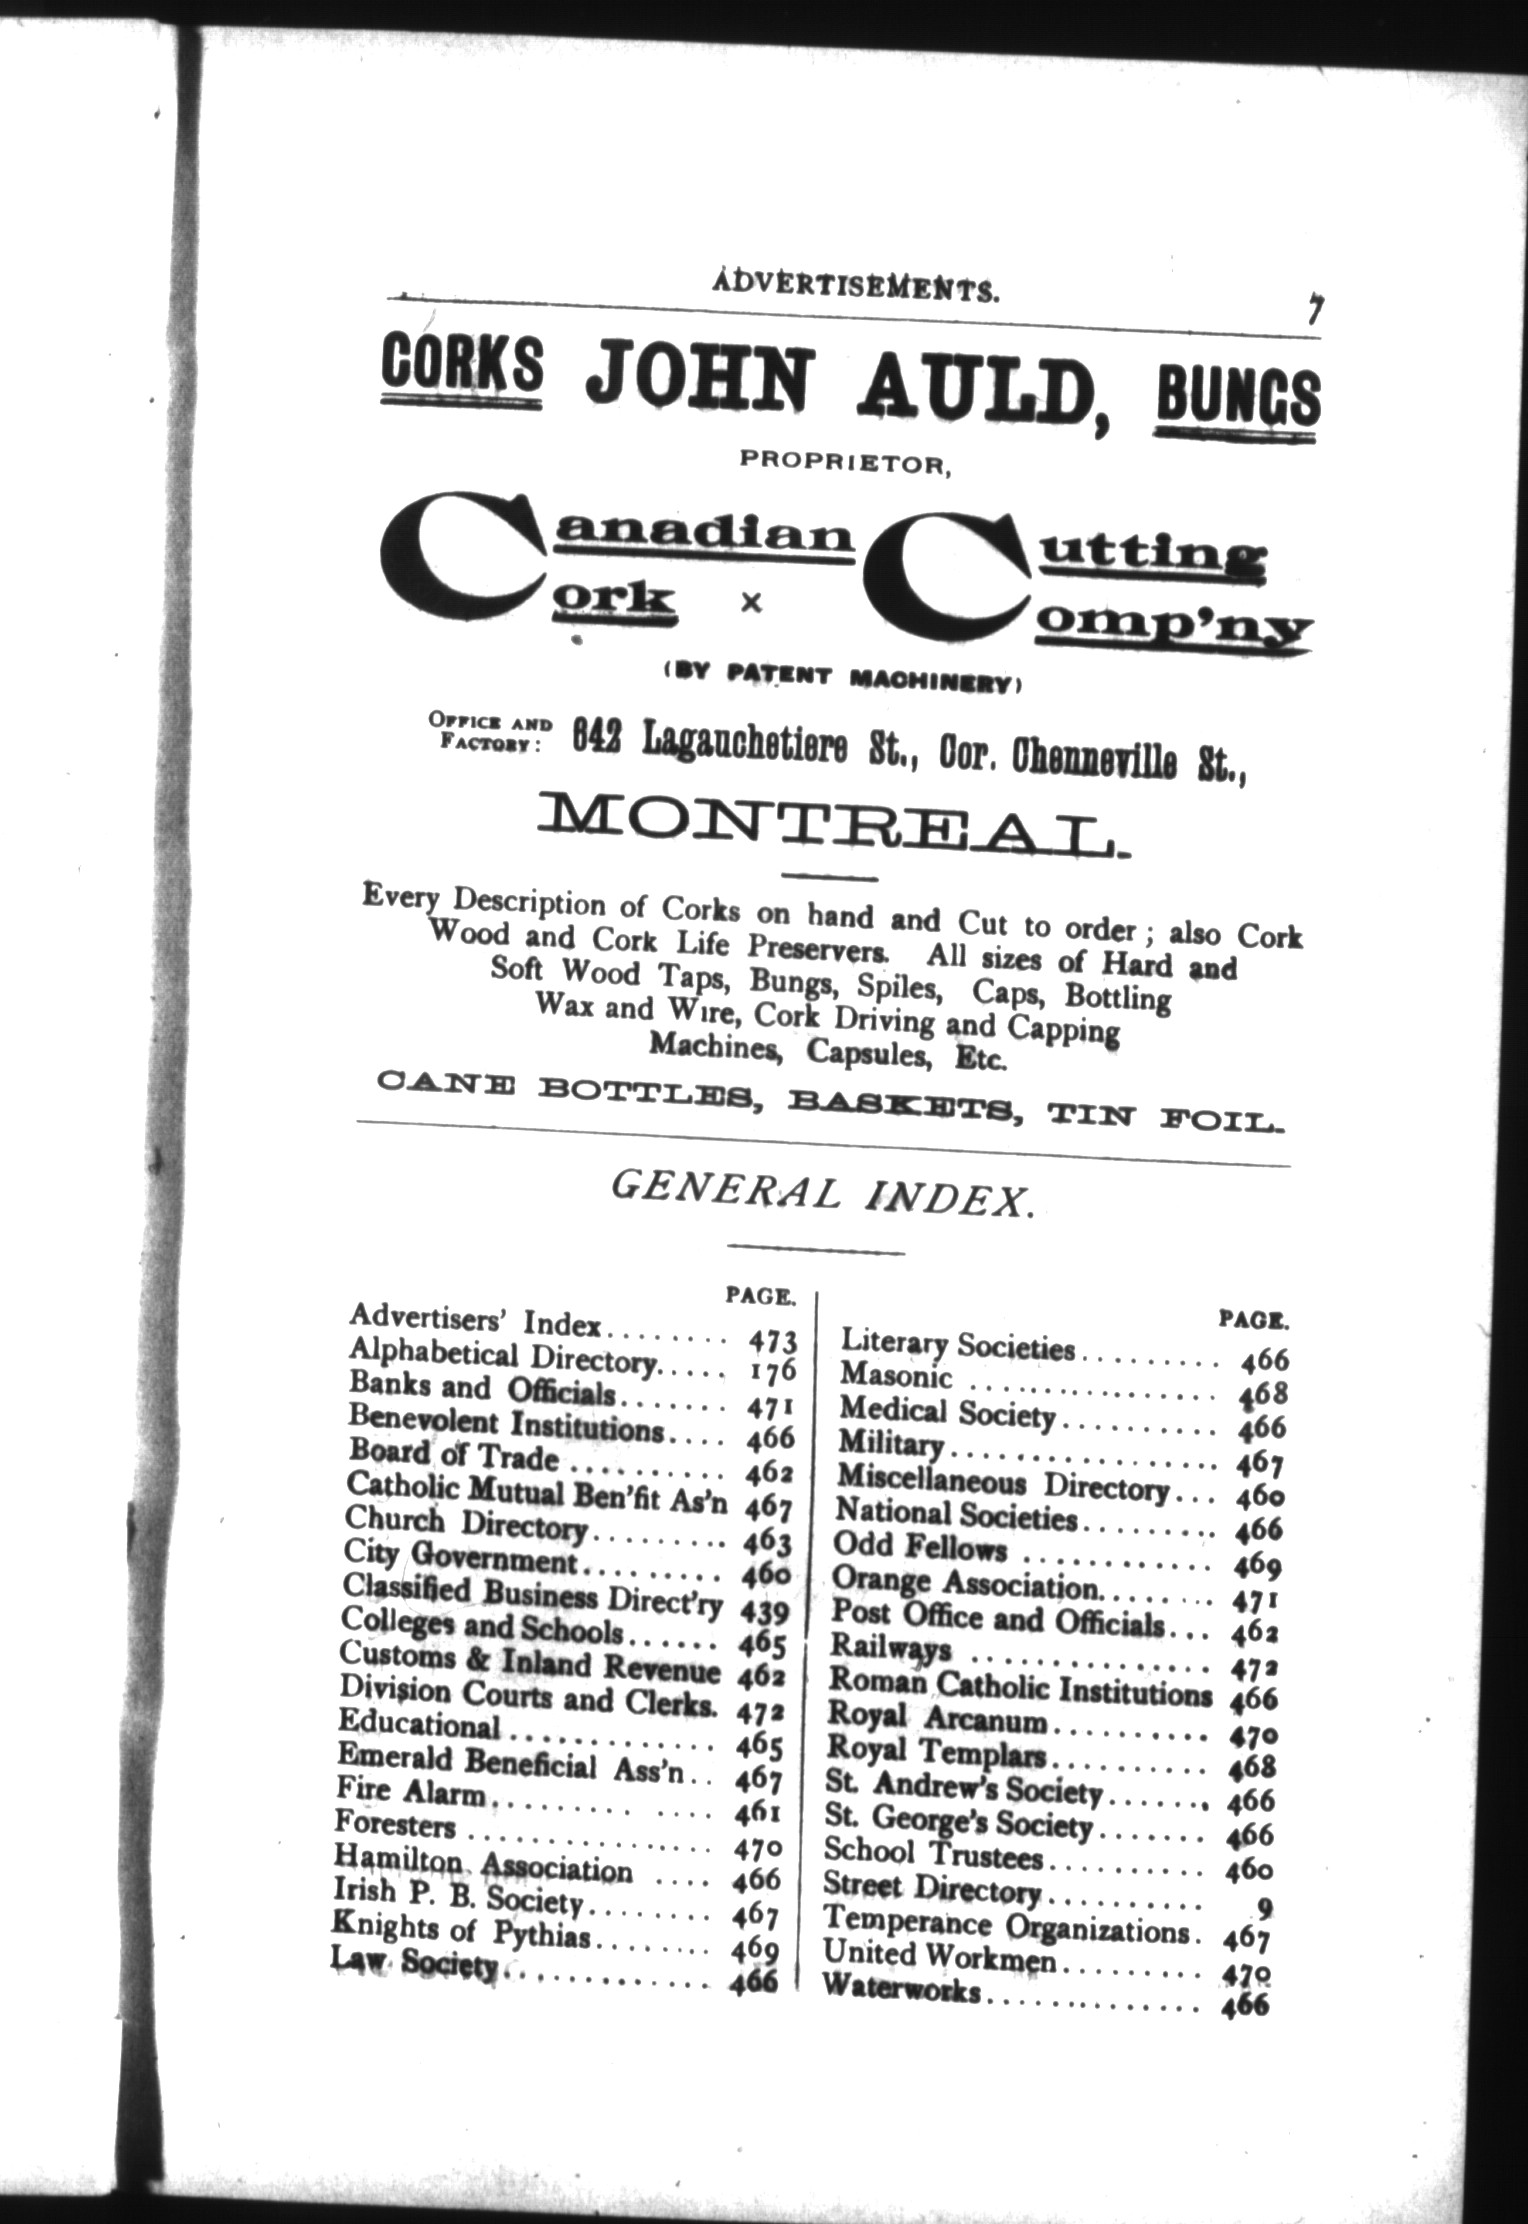 ADVERTISEMENTS. 7
CORKS JOHN AULD, BUNGS
PROPRIETOR,
Canadian Cutting
Cork x Comp'ny
(BY PATENT MACHINERY)
OFFICE AND FACTORY: 642 Lagauchetiere St., Cor. Chenneville St.,
MONTREAL.
Every Description of Corks on hand and Cut to order; also Cork
Wood and Cork Life Preservers. All sizes of Hard and
Soft Wood Taps, Bungs, Spiles, Caps, Bottling
Wax and Wire, Cork Driving and Capping
Machines, Capsules, Etc.
CANE BOTTLES, BASKETS, TIN FOIL.
GENERAL INDEX.
PAGE.
Advertisers' Index........ 473
Alphabetical Directory..... 176
Banks and Officials....... 471
Benevolent Institutions.... 466
Board of Trade .......... 462
Catholic Mutual Ben'fit As'n 467
Church Directory......... 463
City Government.......... 460
Classified Business Direct'ry 439
Colleges and Schools...... 465
Customs & Inland Revenue 462
Division Courts and Clerks. 472
Educational ............. 465
Emerald Beneficial Ass'n.. 467
Fire Alarm......... .... 461
Foresters ................ 470
Hamilton Association .... 466
Irish P. B. Society........ 467
Knights of Pythias........ 469
Law Society............. 466
PAGE.
Literary Societies......... 466
Masonic ................ 468
Medical Society.......... 466
Military.................. 467
Miscellaneous Directory... 460
National Societies......... 466
Odd Fellows ............ 469
Orange Association........ 471
Post Office and Officials... 462
Railways ............... 472
Roman Catholic Institutions 466
Royal Arcanum.......... 470
Royal Templars.......... 468
St. Andrew's Society....... 466
St. George's Society....... 466
School Trustees.......... 460
Street Directory.......... 9
Temperance Organizations. 467
United Workmen......... 470
Waterworks.............. 466